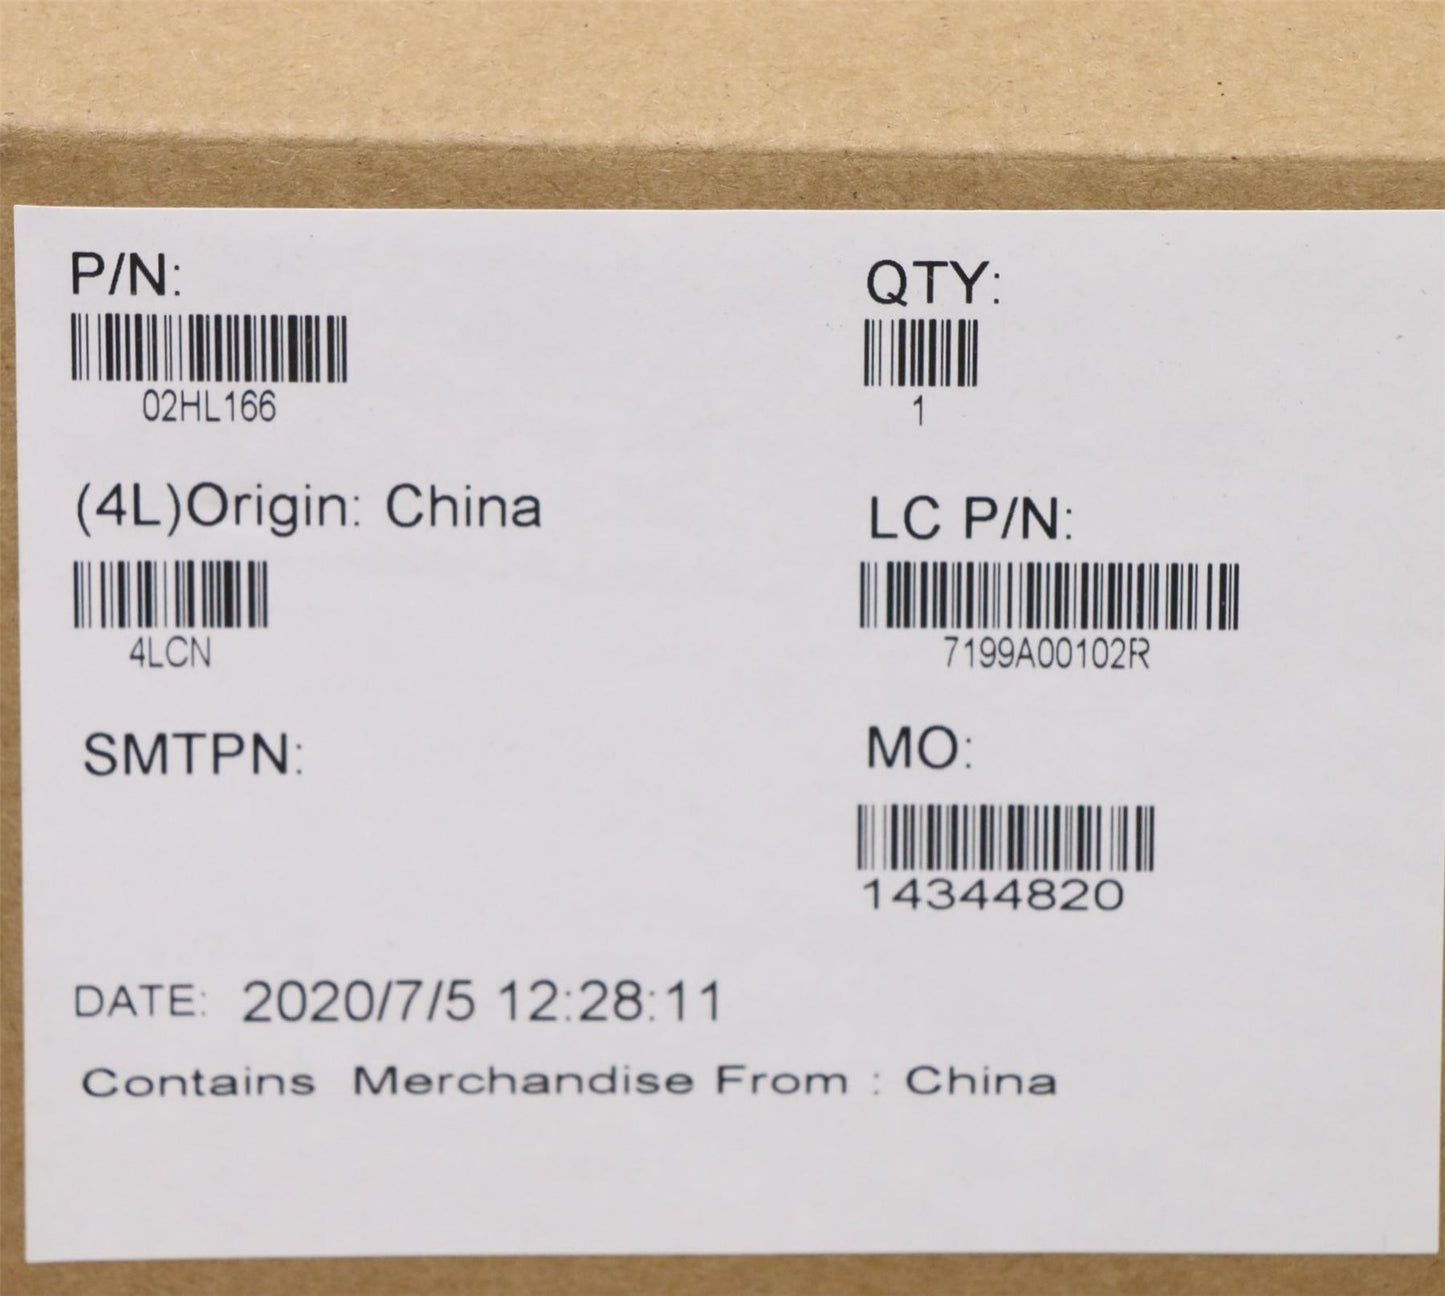 P/N:
02HL166
QTY:
1
(4L)Origin: China
4LCN
LC P/N:
7199A00102R
SMTPN:
MO:
14344820
DATE: 2020/7/5 12:28:11
Contains Merchandise From : China